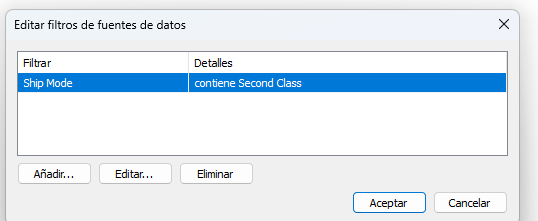 Editar filtros de fuentes de datos
Filtrar Detalles
Ship Mode contiene Second Class
Añadir... Editar... Eliminar
Aceptar Cancelar